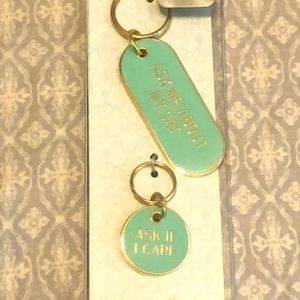 ASK ME ABOUT
MY CAT
ASK IF
I CARE